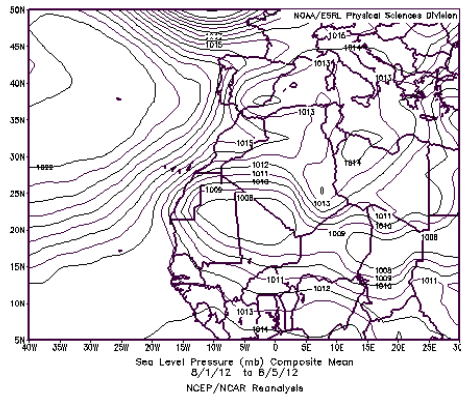 NOAA/ESRL Physical Sciences Division
50N
45N
40N
35N
30N
25N
20N
15N
10N
5N
1015
1016
1014
1013
1013
1013
1015
1014
1012
1011
1010
1009
1008
1013
1011
1010
1009
1008
1020
1008
1009
1010
1011
1011
1012
1013
1014
40W 35W 30W 25W 20W 15W 10W 5W 0 5E 10E 15E 20E 25E 30E
Sea Level Pressure (mb) Composite Mean
8/1/12 to 8/5/12
NCEP/NCAR Reanalysis